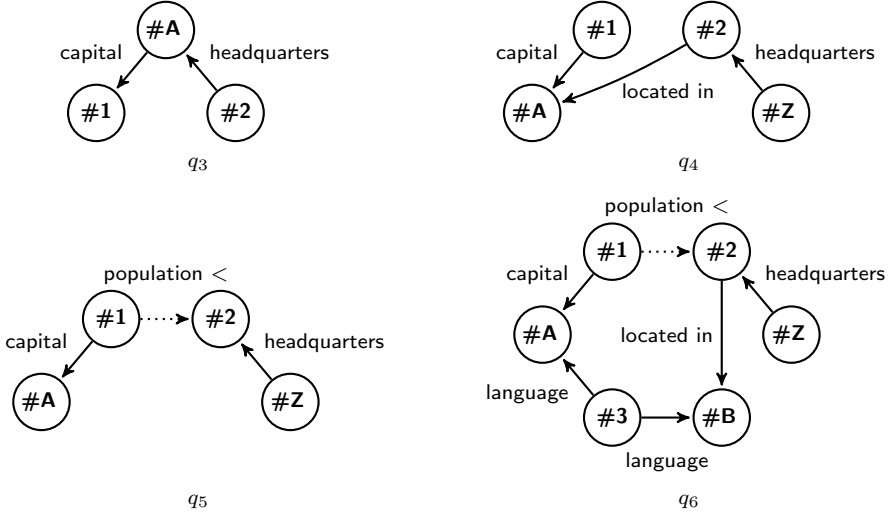 #A
capital
headquarters
#1
#2
q3
#1
#2
capital
headquarters
located in
#A
#Z
q4
population <
#1
#2
capital
headquarters
#A
#Z
q5
population <
#1
#2
capital
headquarters
#A
located in
#Z
language
#3
#B
language
q6